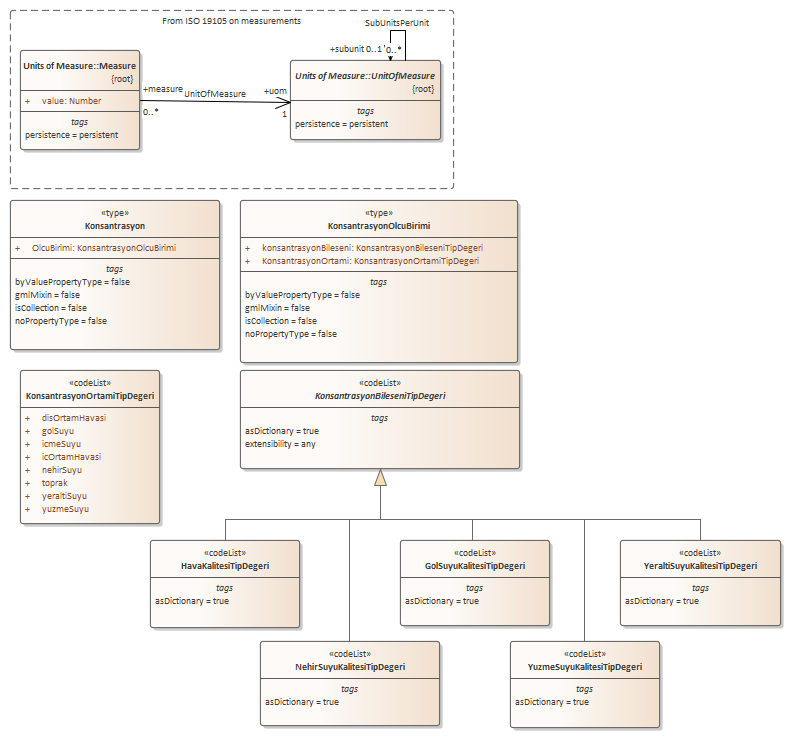 From ISO 19105 on measurements
SubUnitsPerUnit
+subunit 0..1
0..*
Units of Measure::Measure
{root}
+ value: Number
tags
persistence = persistent
+measure
UnitOfMeasure
+uom
0..*
1
Units of Measure::UnitOfMeasure
{root}
tags
persistence = persistent
«type»
Konsantrasyon
+ OlcuBirimi: KonsantrasyonOlcuBirimi
tags
byValuePropertyType = false
gmlMixin = false
isCollection = false
noPropertyType = false
«type»
KonsantrasyonOlcuBirimi
+ konsantrasyonBileseni: KonsantrasyonBileseniTipDegeri
+ KonsantrasyonOrtami: KonsantrasyonOrtamiTipDegeri
tags
byValuePropertyType = false
gmlMixin = false
isCollection = false
noPropertyType = false
«codeList»
KonsantrasyonOrtamiTipDegeri
+ disOrtamHavasi
+ golSuyu
+ icmeSuyu
+ icOrtamHavasi
+ nehirSuyu
+ toprak
+ yeraltiSuyu
+ yuzmeSuyu
«codeList»
KonsantrasyonBileseniTipDegeri
tags
asDictionary = true
extensibility = any
«codeList»
HavaKalitesiTipDegeri
tags
asDictionary = true
«codeList»
GolSuyuKalitesiTipDegeri
tags
asDictionary = true
«codeList»
YeraltiSuyuKalitesiTipDegeri
tags
asDictionary = true
«codeList»
NehirSuyuKalitesiTipDegeri
tags
asDictionary = true
«codeList»
YuzmeSuyuKalitesiTipDegeri
tags
asDictionary = true